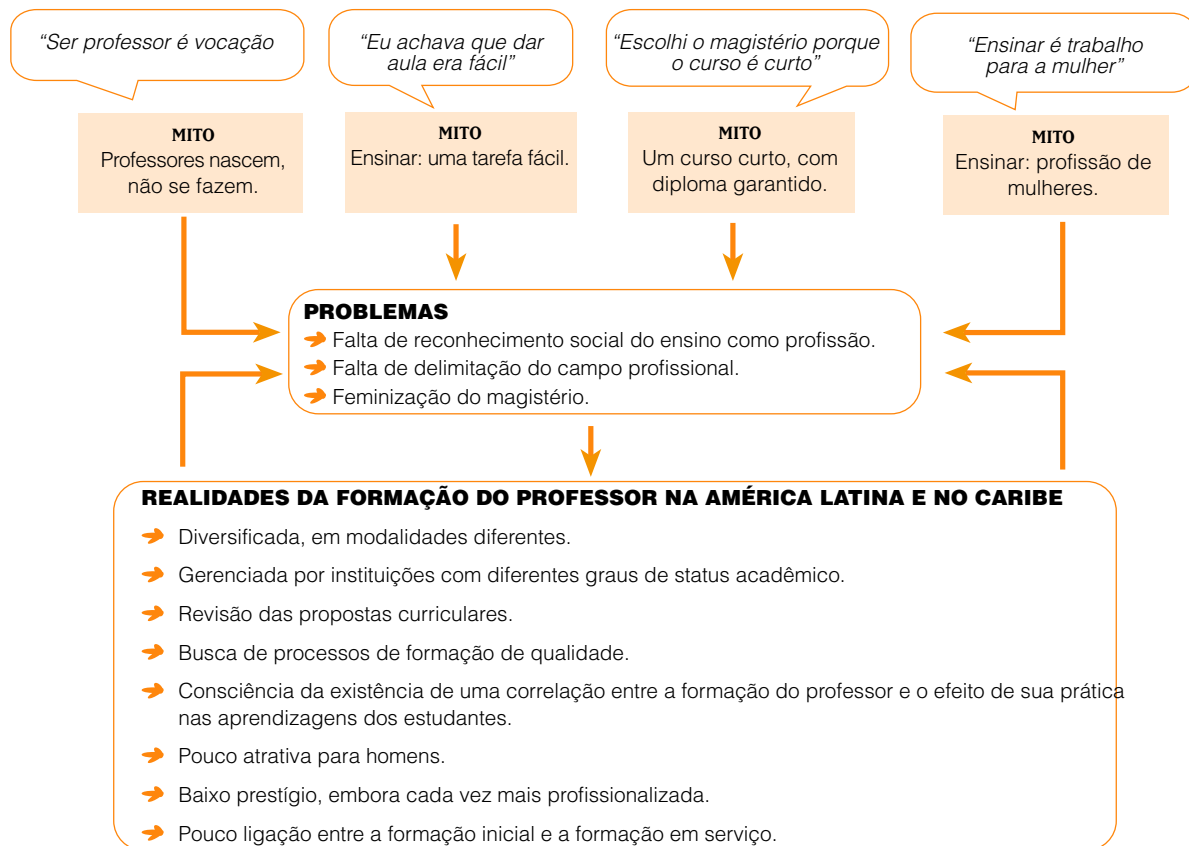 “Ser professor é vocação
“Eu achava que dar
aula era fácil”
“Escolhi o magistério porque
o curso é curto”
“Ensinar é trabalho
para a mulher”
MITO
Professores nascem,
não se fazem.
MITO
Ensinar: uma tarefa fácil.
MITO
Um curso curto, com
diploma garantido.
MITO
Ensinar: profissão de
mulheres.
PROBLEMAS
Falta de reconhecimento social do ensino como profissão.
Falta de delimitação do campo profissional.
Feminização do magistério.
REALIDADES DA FORMAÇÃO DO PROFESSOR NA AMÉRICA LATINA E NO CARIBE
Diversificada, em modalidades diferentes.
Gerenciada por instituições com diferentes graus de status acadêmico.
Revisão das propostas curriculares.
Busca de processos de formação de qualidade.
Consciência da existência de uma correlação entre a formação do professor e o efeito de sua prática
nas aprendizagens dos estudantes.
Pouco atrativa para homens.
Baixo prestígio, embora cada vez mais profissionalizada.
Pouco ligação entre a formação inicial e a formação em serviço.